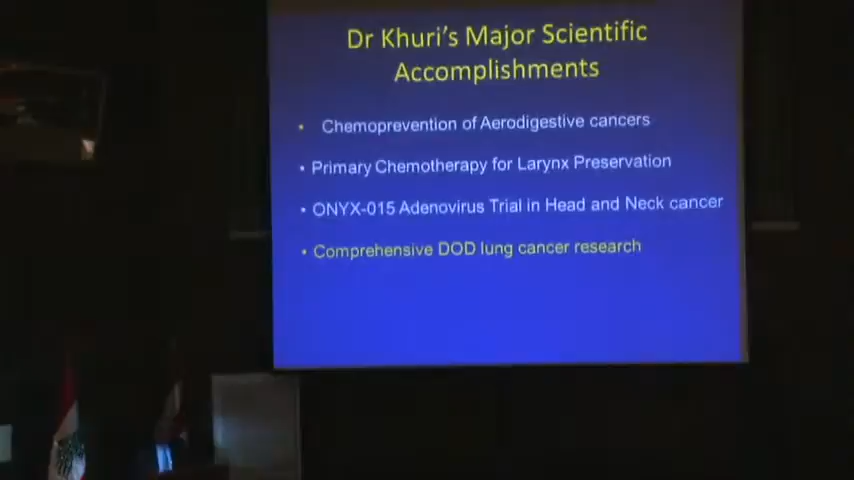 Dr Khuri's Major Scientific
Accomplishments
• Chemoprevention of Aerodigestive cancers
• Primary Chemotherapy for Larynx Preservation
• ONYX-015 Adenovirus Trial in Head and Neck cancer
• Comprehensive DOD lung cancer research